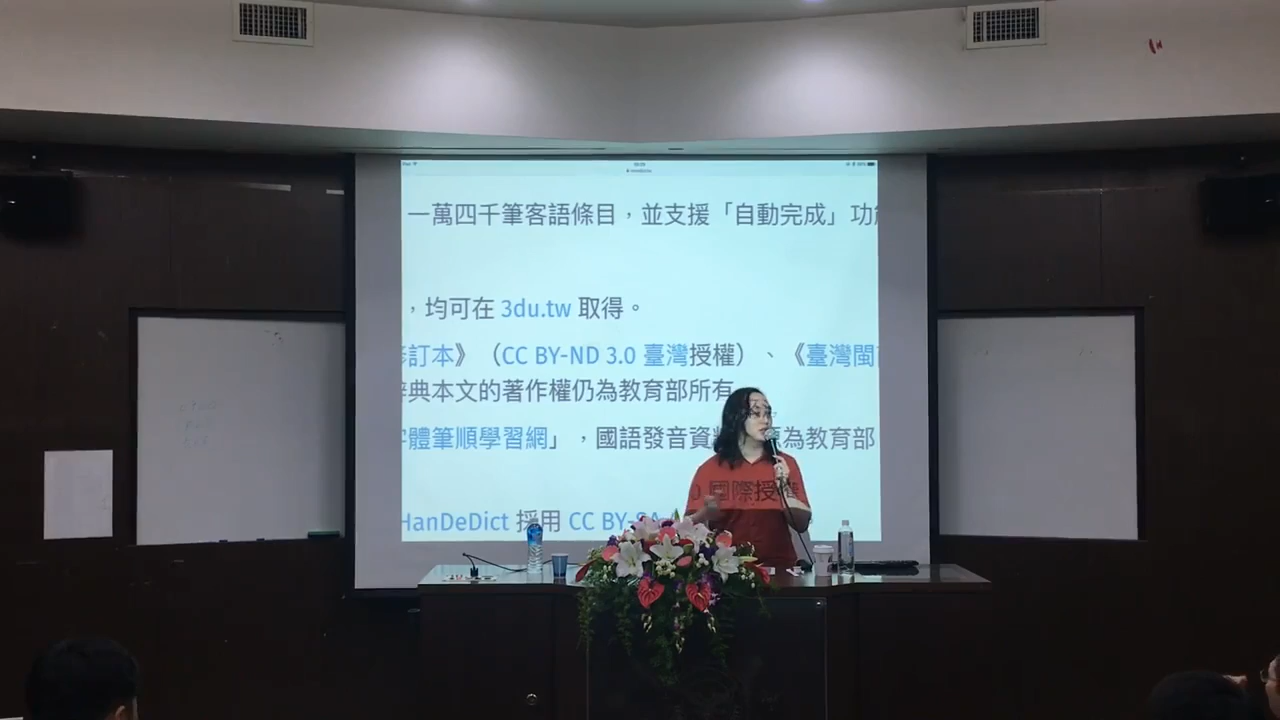 一萬四千筆客語條目，並支援「自動完成」功
，均可在 3du.tw 取得。
訂本》（CC BY-ND 3.0 臺灣授權）、《臺灣閩
典本文的著作權仍為教育部所有
體筆順學習網」，國語發音資 為教育部
0 國際授權
HanDeDict 採用 CC BY-SA